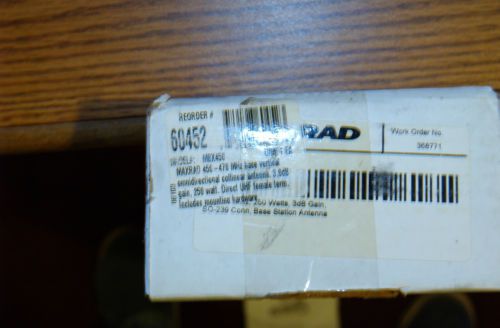 REORDER #
60452
MODEL#: MBX450
MAXRAD 450-470 MHz base vertical
omnidirectional collinear antenna, 3.8dB
gain, 250 watt. Direct UHF female term.
Includes mounting hardware.
RAD
Work Order No.
368771
250 Watts, 3dB Gain,
SO-239 Conn, Base Station Antenna